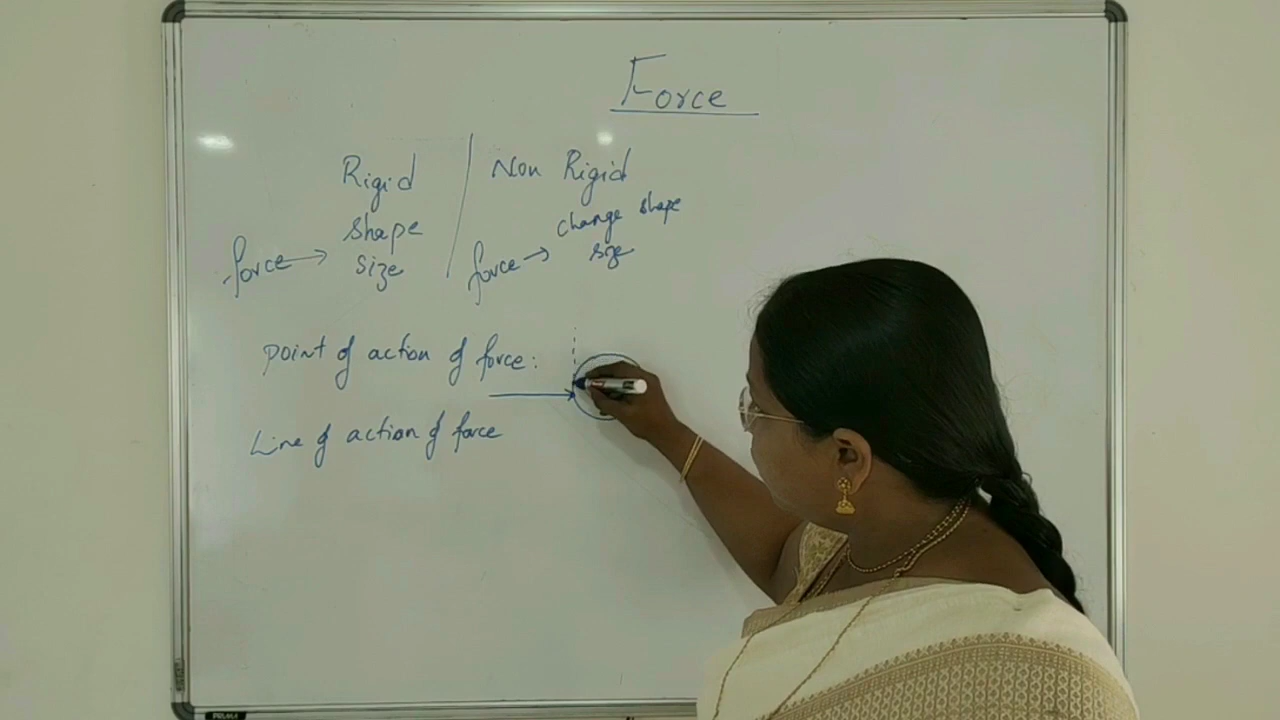 Force
Rigid
shape
size
force →
Non Rigid
change shape
size
force →
point of action of force:
Line of action of force